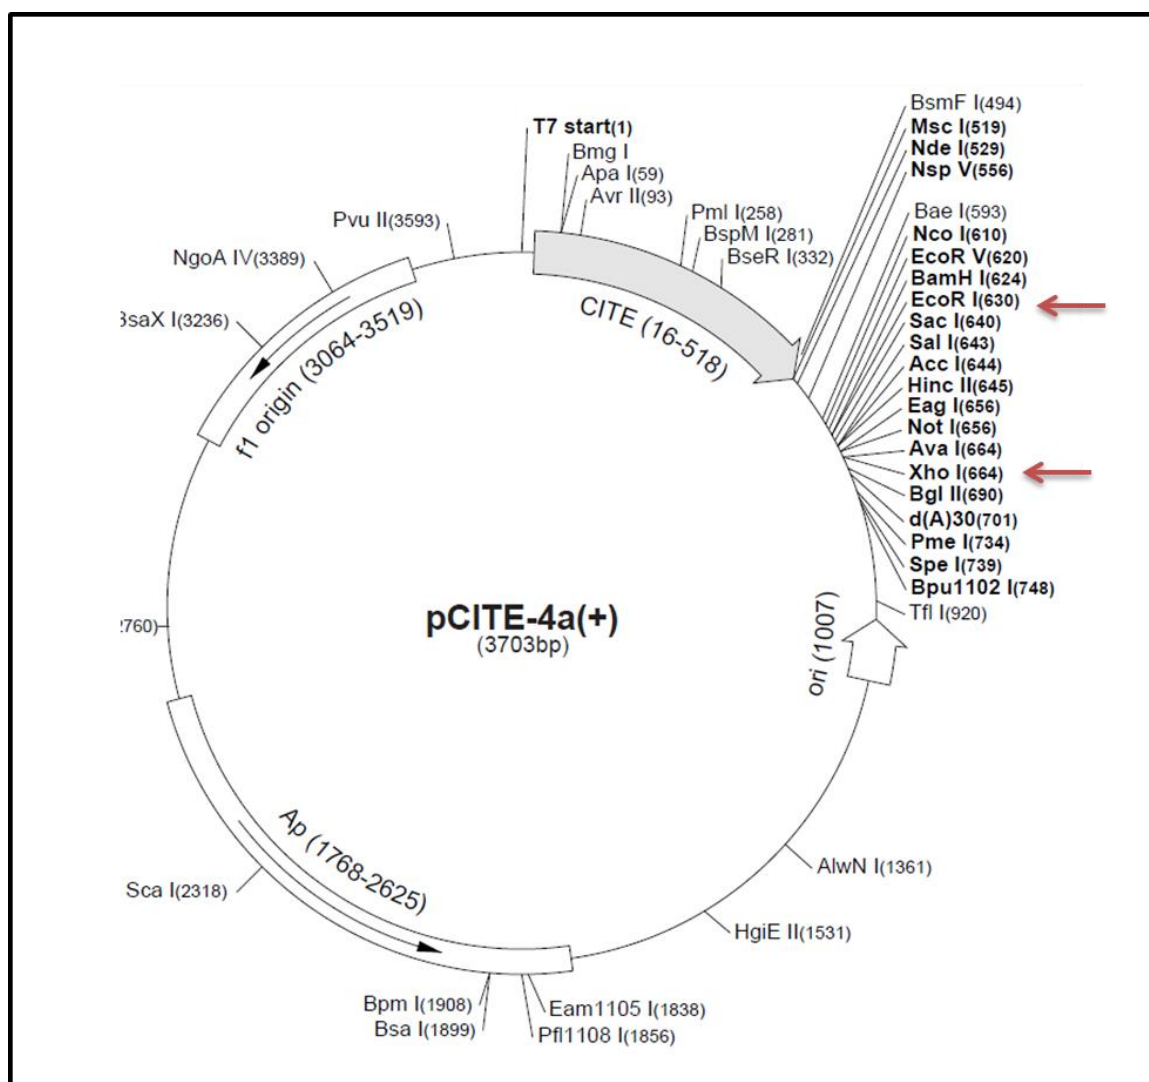 T7 start(1)
Bmg I
Apa I(59)
Avr II(93)
Pml I(258)
BspM I(281)
BseR I(332)
BsmF I(494)
Msc I(519)
Nde I(529)
Nsp V(556)
Bae I(593)
Nco I(610)
EcoR V(620)
BamH I(624)
EcoR I(630)
Sac I(640)
Sal I(643)
Acc I(644)
Hinc II(645)
Eag I(656)
Not I(656)
Ava I(664)
Xho I(664)
Bgl II(690)
d(A)30(701)
Pme I(734)
Spe I(739)
Bpu1102 I(748)
Tfl I(920)
Pvu II(3593)
NgoA IV(3389)
BsaX I(3236)
f1 origin (3064-3519)
CITE (16-518)
pCITE-4a(+)
(3703bp)
ori (1007)
2760)
Ap (1768-2625)
Sca I(2318)
AlwN I(1361)
HgiE II(1531)
Bpm I(1908)
Bsa I(1899)
Eam1105 I(1838)
Pfl1108 I(1856)